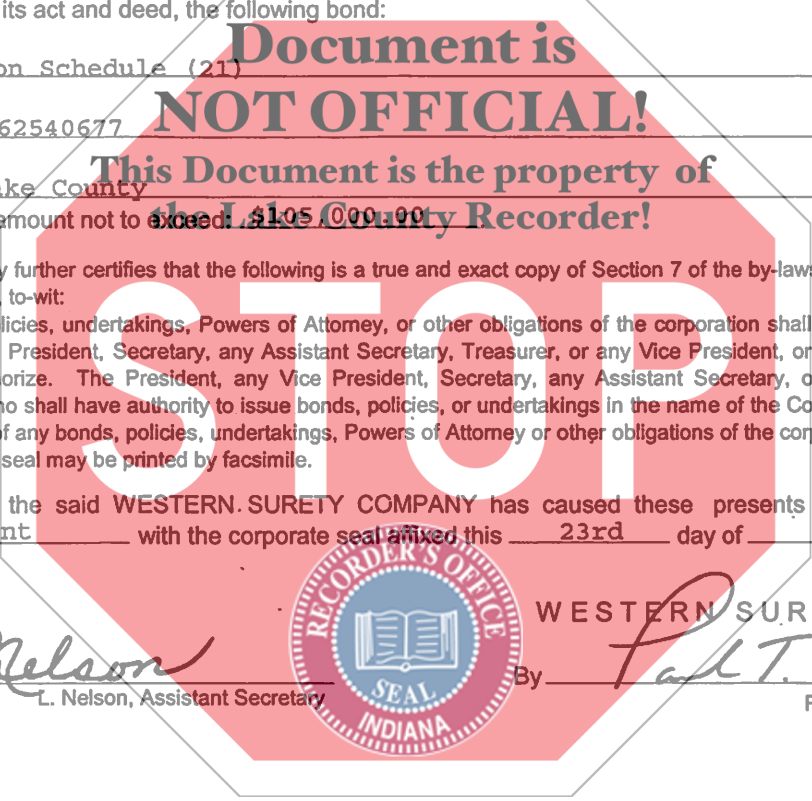 its act and deed, the following bond:
Document is
on Schedule (21)
NOT OFFICIAL!
62540677
This Document is the property of
ke County
the Lake County Recorder!
amount not to exceed: $105,000.00
y further certifies that the following is a true and exact copy of Section 7 of the by-laws
, to-wit:
licies, undertakings, Powers of Attorney, or other obligations of the corporation shall
President, Secretary, any Assistant Secretary, Treasurer, or any Vice President, or
orize. The President, any Vice President, Secretary, any Assistant Secretary, o
no shall have authority to issue bonds, policies, or undertakings in the name of the Co
of any bonds, policies, undertakings, Powers of Attorney or other obligations of the cor
seal may be printed by facsimile.
STOP
the said WESTERN SURETY COMPANY has caused these presents
nt with the corporate seal affixed this 23rd day of
RECORDER'S OFFICE
SEAL
INDIANA
WESTERN SUR
Nelson
By Paul T.
L. Nelson, Assistant Secretary